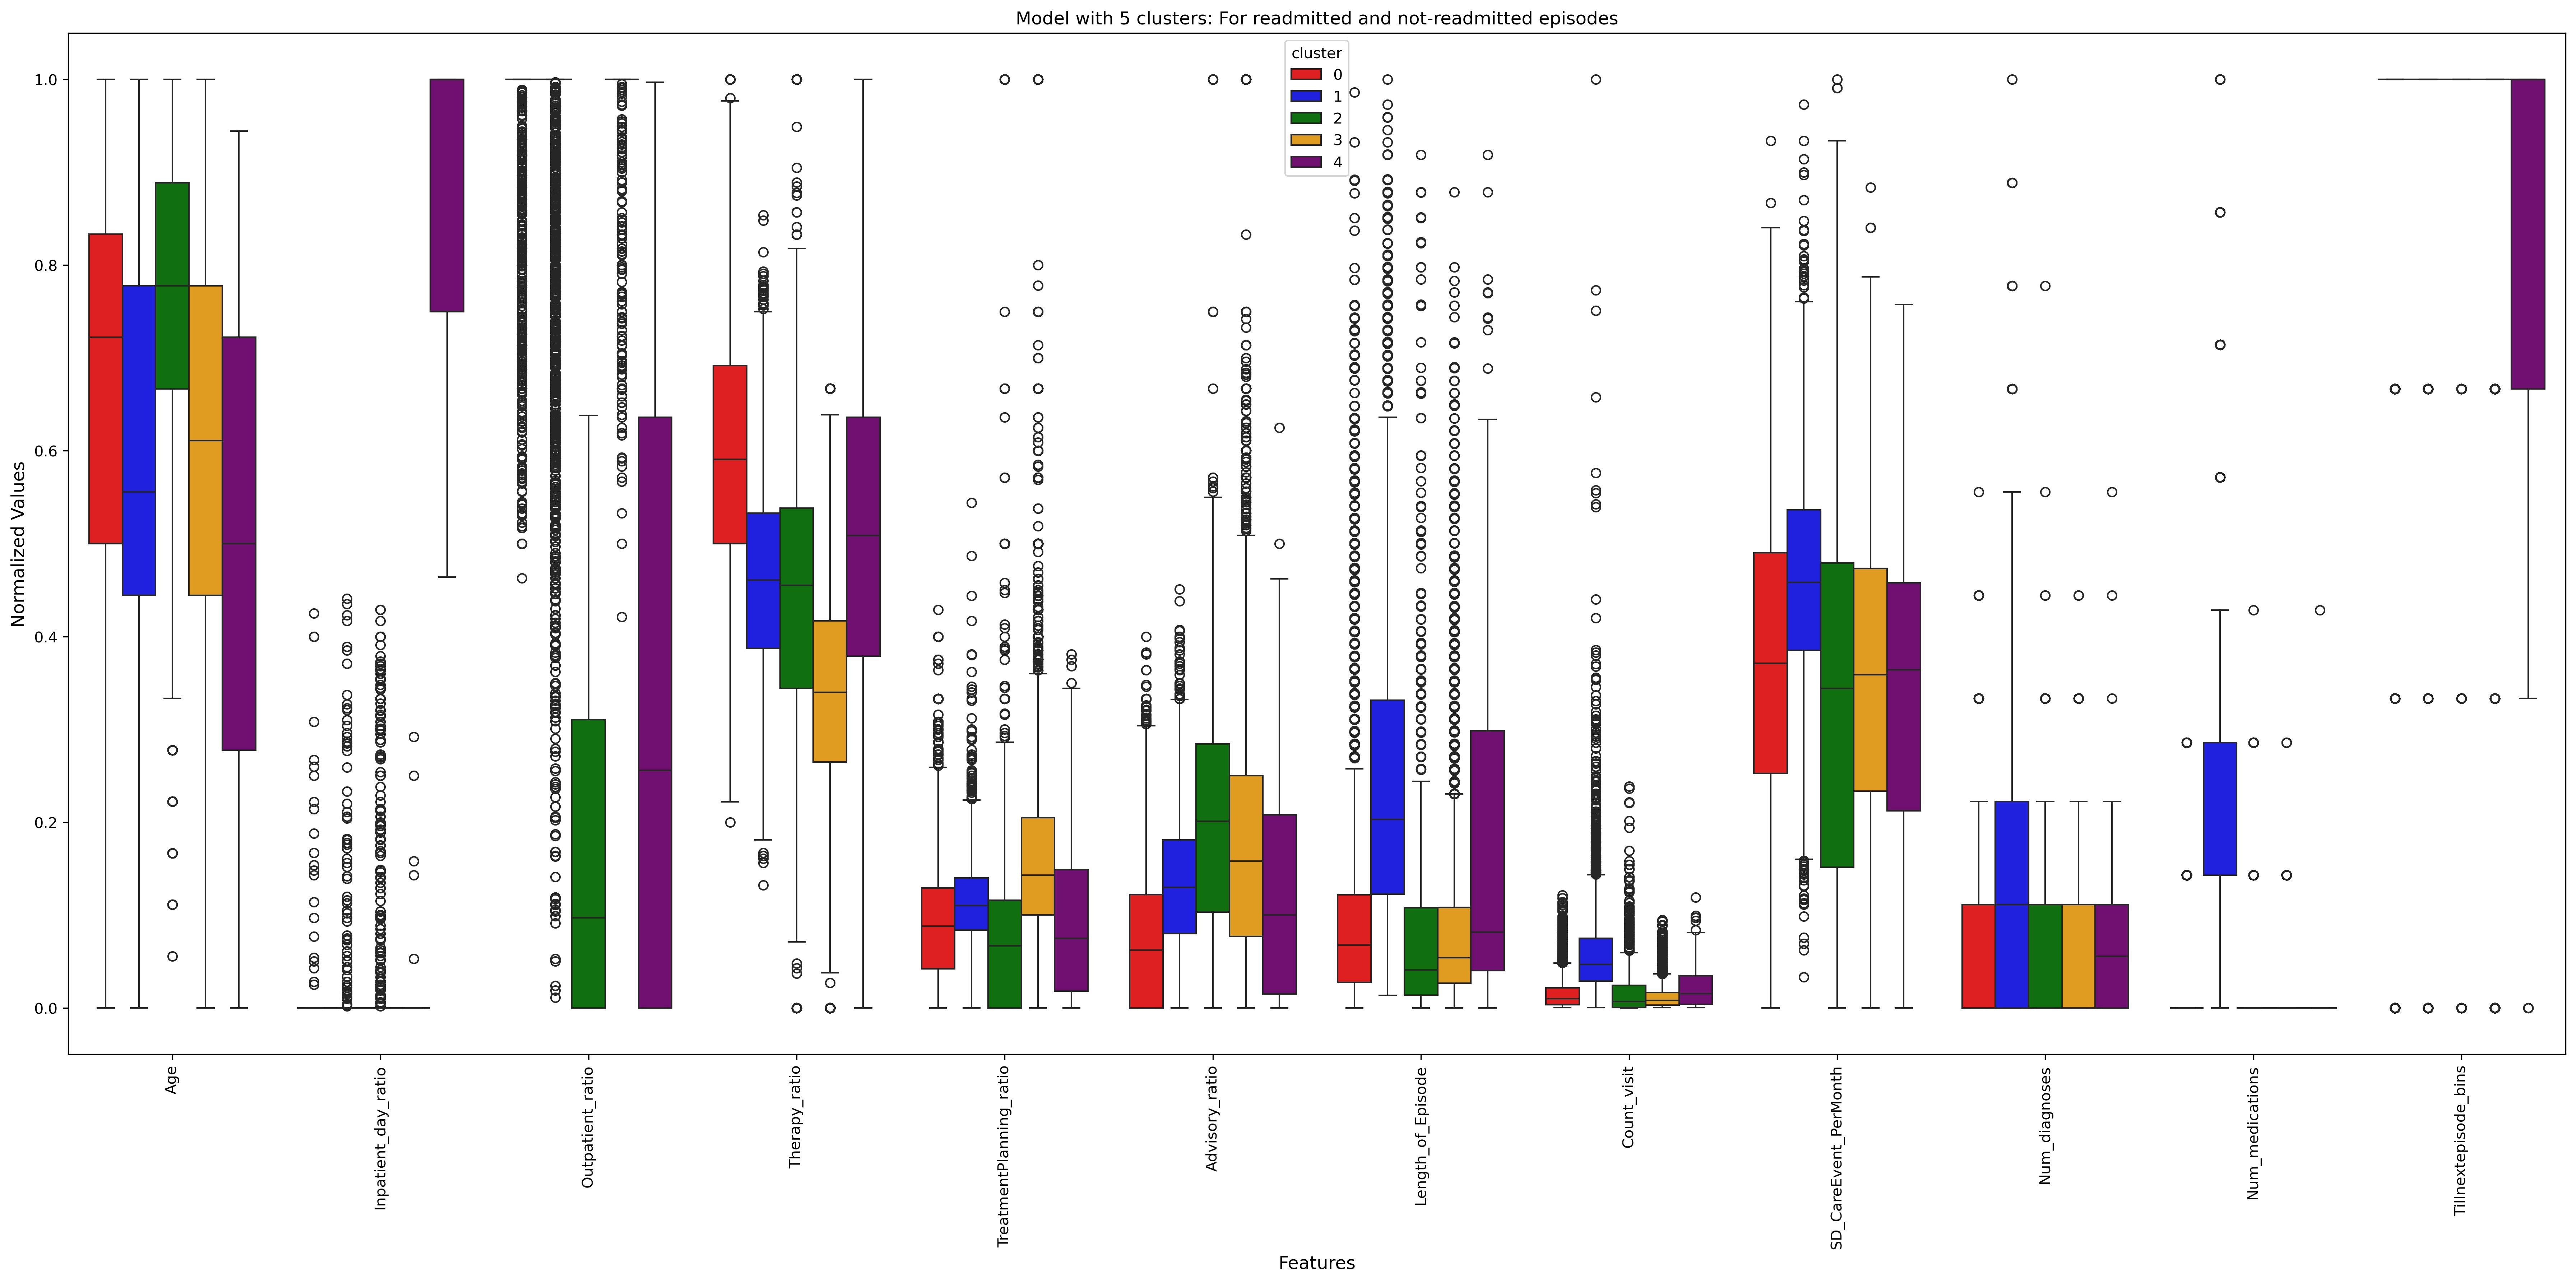 Model with 5 clusters: For readmitted and not-readmitted episodes
cluster
0
1
2
3
4
Normalized Values
1.0
0.8
0.6
0.4
0.2
0.0
Age
Inpatient_day_ratio
Outpatient_ratio
Therapy_ratio
TreatmentPlanning_ratio
Advisory_ratio
Length_of_Episode
Count_visit
SD_CareEvent_PerMonth
Num_diagnoses
Num_medications
Tillnextepisode_bins
Features